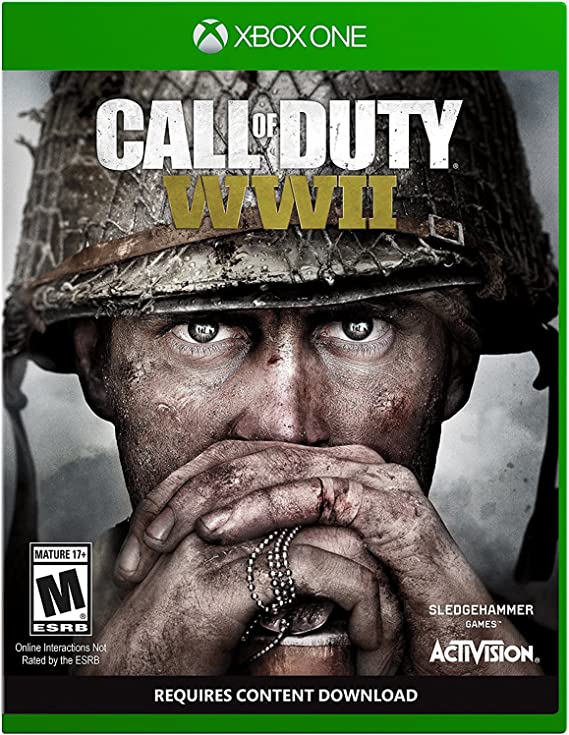 XBOX ONE
CALL OF DUTY®
WWII
MATURE 17+
M®
ESRB
Online Interactions Not
Rated by the ESRB
SLEDGEHAMMER
GAMES™
ACTIVISION®
REQUIRES CONTENT DOWNLOAD